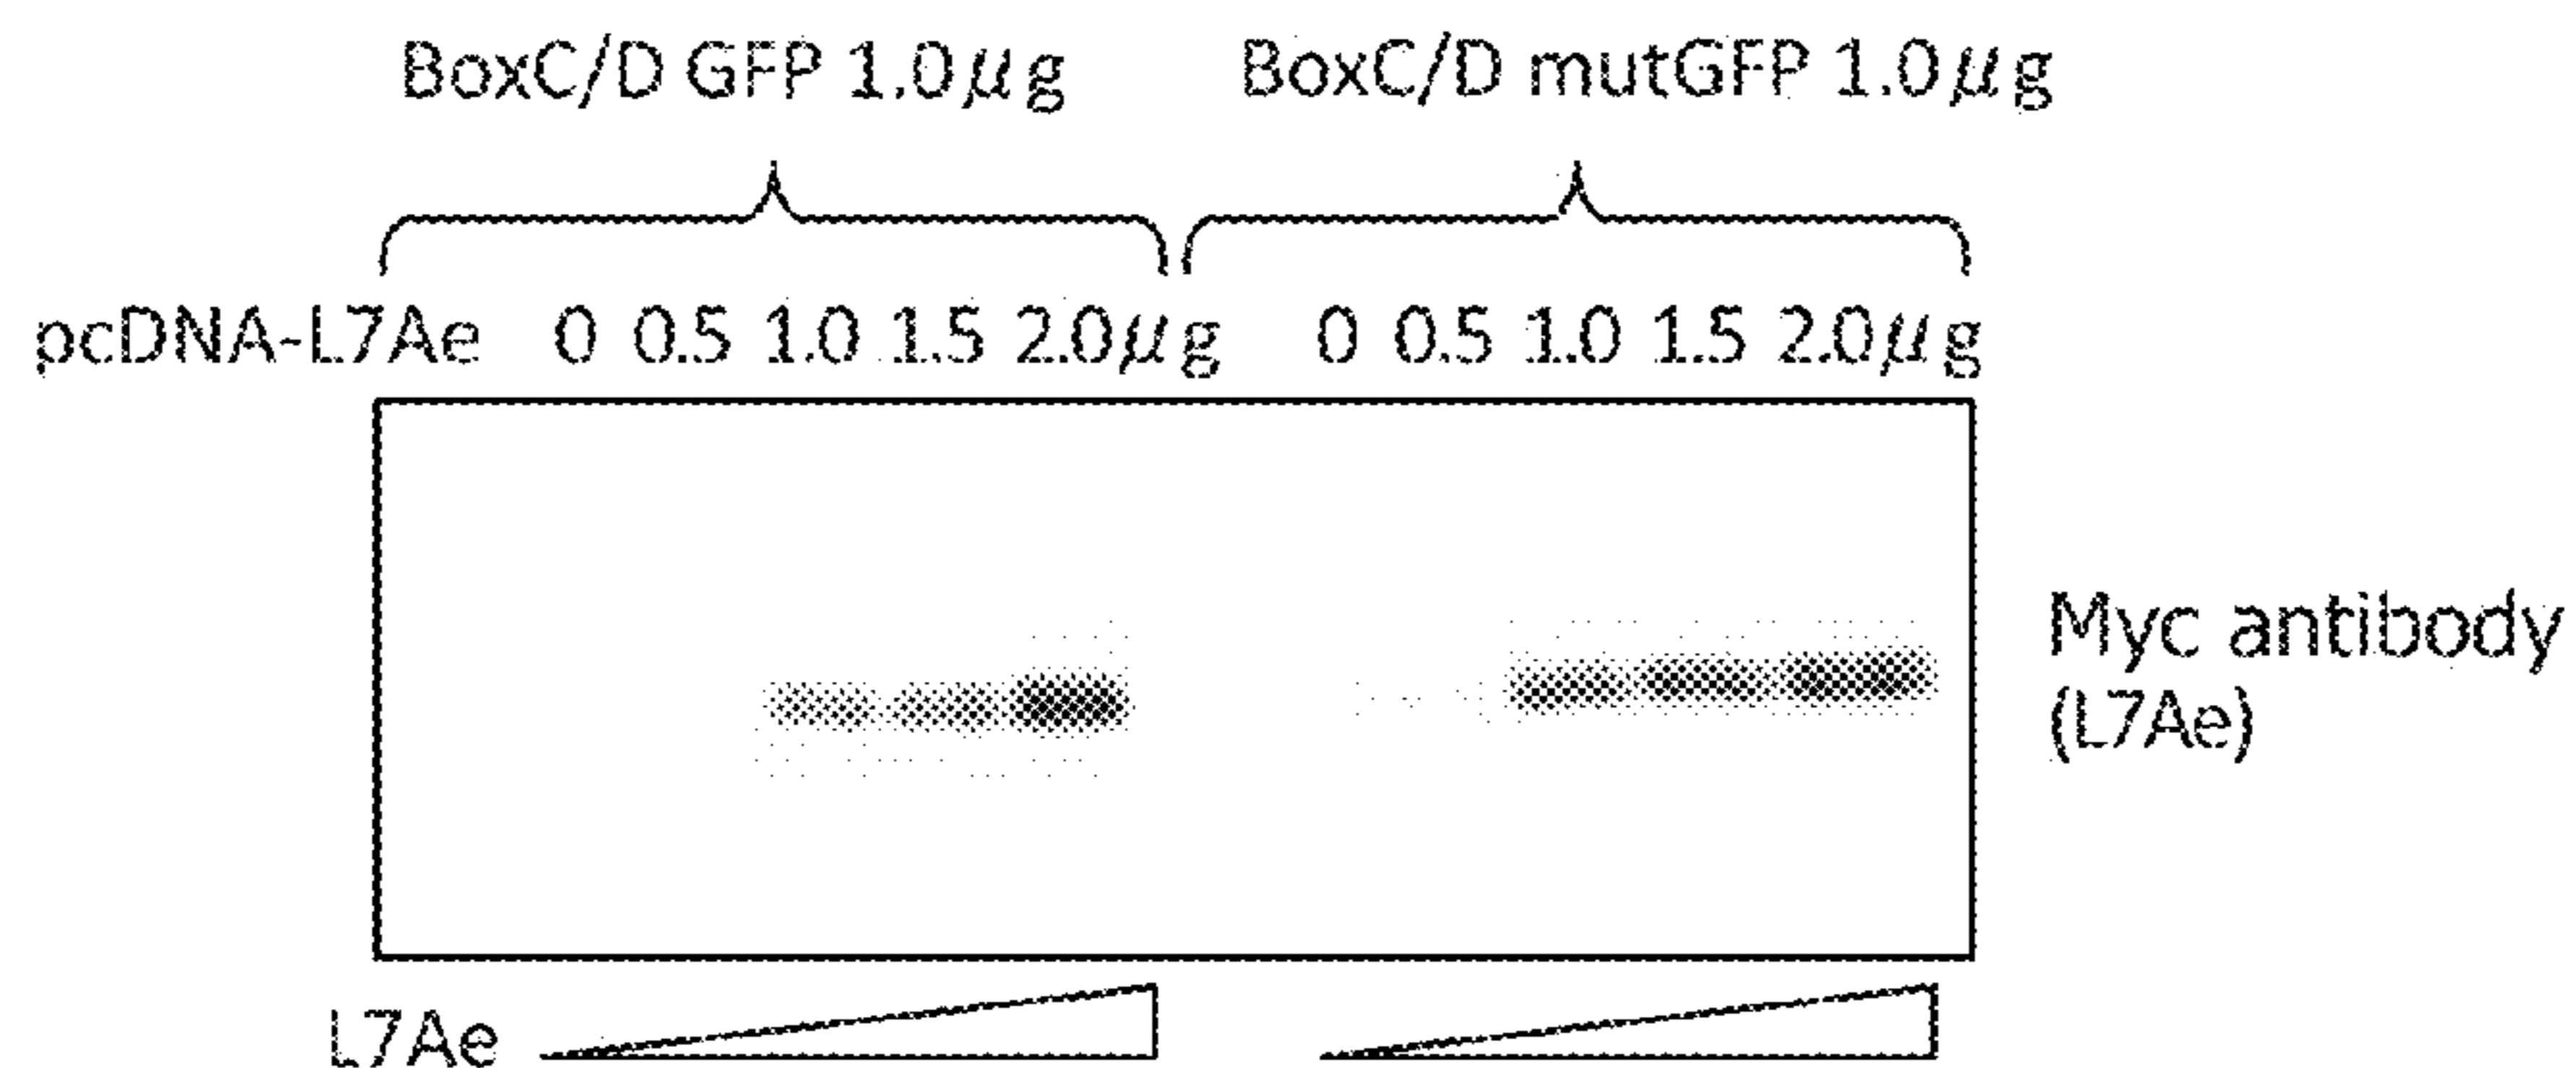 BoxC/D GFP 1.0μg BoxC/D mutGFP 1.0μg
pcDNA-L7Ae 0 0.5 1.0 1.5 2.0μg 0 0.5 1.0 1.5 2.0μg
Myc antibody
(L7Ae)
L7Ae